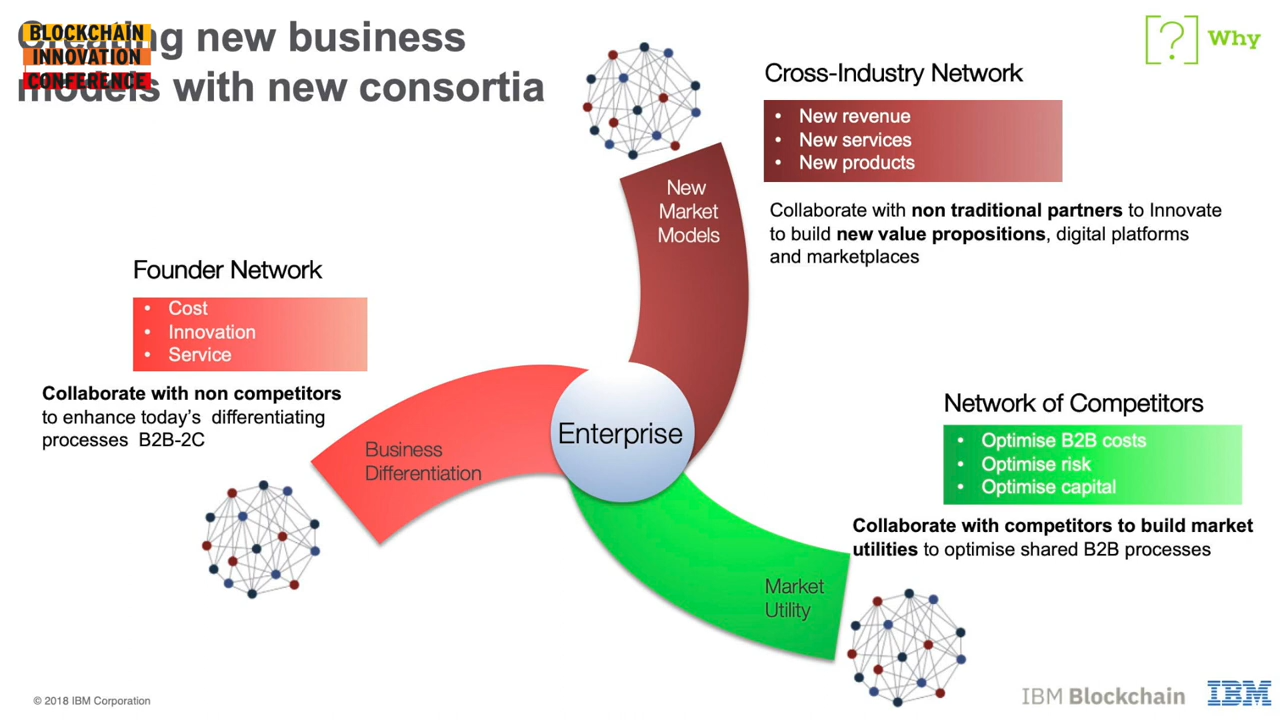 Creating new business
models with new consortia
BLOCKCHAIN
INNOVATION
CONFERENCE
[?] Why
Cross-Industry Network
• New revenue
• New services
• New products
Collaborate with non traditional partners to Innovate
to build new value propositions, digital platforms
and marketplaces
New
Market
Models
Founder Network
• Cost
• Innovation
• Service
Collaborate with non competitors
to enhance today's differentiating
processes B2B-2C
Business
Differentiation
Enterprise
Network of Competitors
• Optimise B2B costs
• Optimise risk
• Optimise capital
Collaborate with competitors to build market
utilities to optimise shared B2B processes
Market
Utility
© 2018 IBM Corporation
IBM Blockchain
IBM